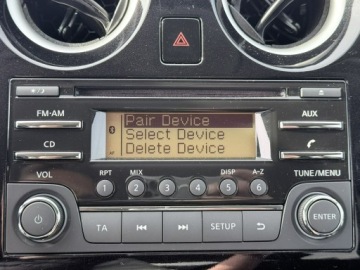 Pair Device
Select Device
Delete Device
FM·AM
AUX
CD
VOL
RPT MIX DISP A-Z
TUNE/MENU
1 2 3 4 5 6
TA
SETUP
ENTER